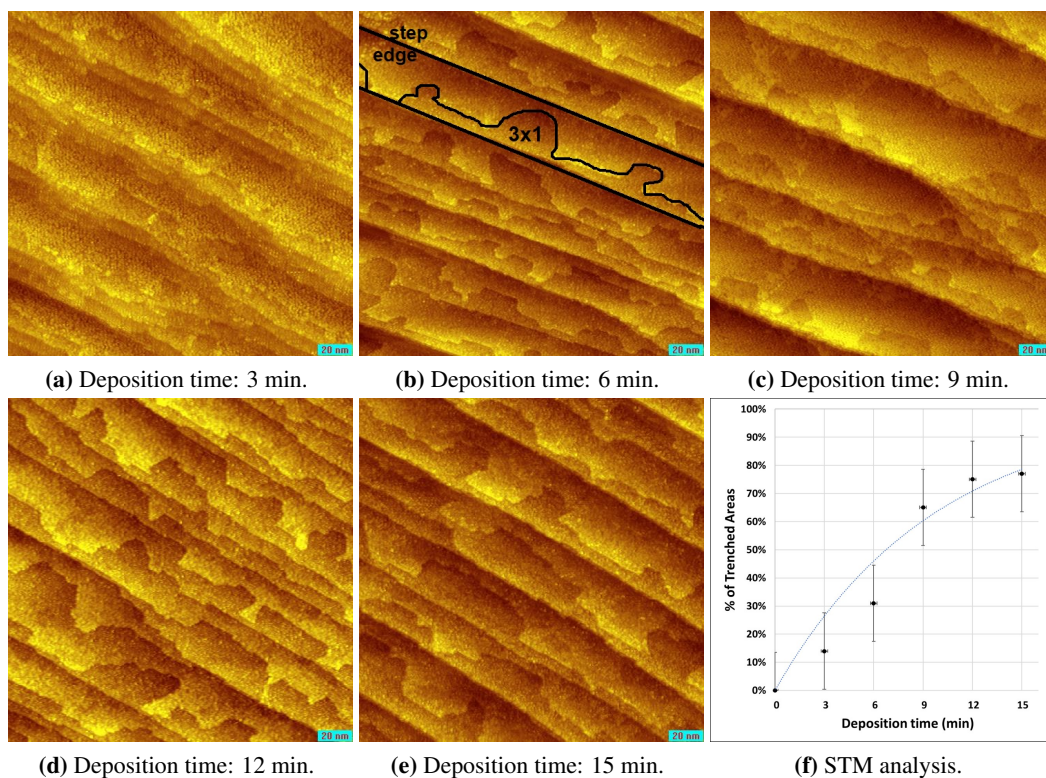 step
edge
3x1
20 nm
20 nm
20 nm
(a) Deposition time: 3 min.
(b) Deposition time: 6 min.
(c) Deposition time: 9 min.
20 nm
20 nm
100%
90%
80%
70%
60%
50%
40%
30%
20%
10%
0%
% of Trenched Areas
0 3 6 9 12 15
Deposition time (min)
(d) Deposition time: 12 min.
(e) Deposition time: 15 min.
(f) STM analysis.